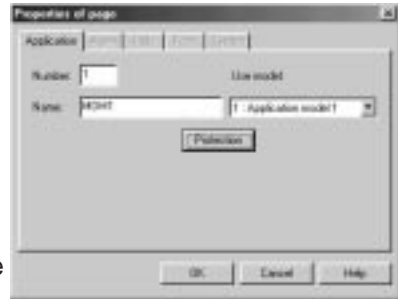 Properties of page
Application
Number: 1 Use model
Name: MOHT 1 : Application model 1
Protection
e OK Cancel Help